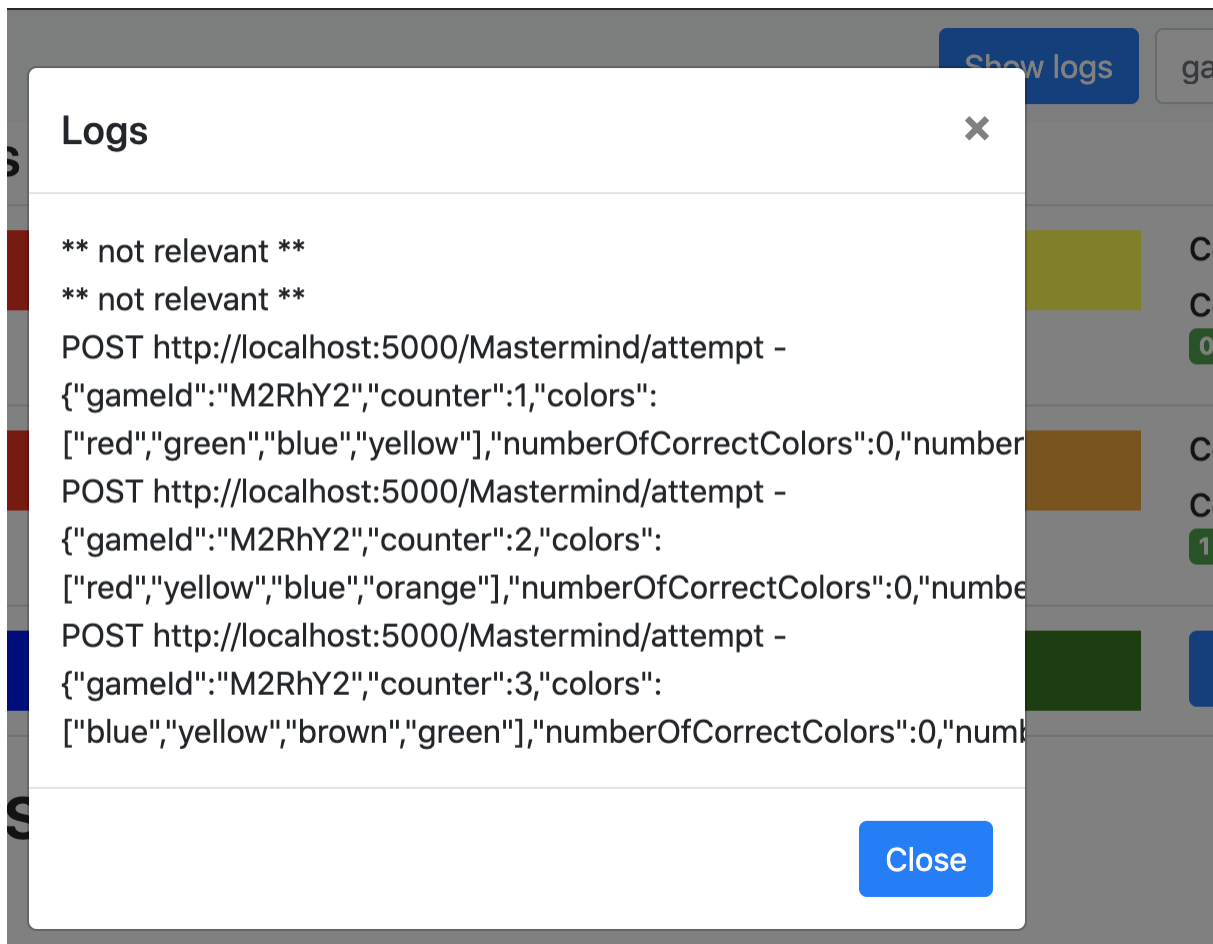 Show logs
ga
Logs
×
s
** not relevant **
** not relevant **
POST http://localhost:5000/Mastermind/attempt -
{"gameId":"M2RhY2","counter":1,"colors":
["red","green","blue","yellow"],"numberOfCorrectColors":0,"number
POST http://localhost:5000/Mastermind/attempt -
{"gameId":"M2RhY2","counter":2,"colors":
["red","yellow","blue","orange"],"numberOfCorrectColors":0,"numbe
POST http://localhost:5000/Mastermind/attempt -
{"gameId":"M2RhY2","counter":3,"colors":
["blue","yellow","brown","green"],"numberOfCorrectColors":0,"numb
C
C
0
C
C
1
S
Close